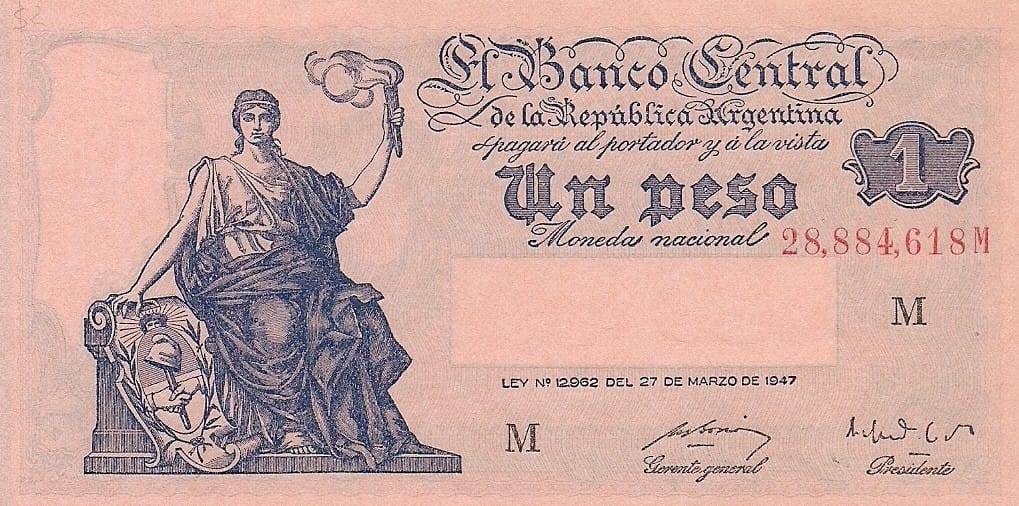 52
El Banco Central
de la República Argentina
pagará al portador y á la vista
1
Un peso
Moneda nacional
28,884,618M
M
LEY Nº 12.962 DEL 27 DE MARZO DE 1947
M
Gerente general
Presidente